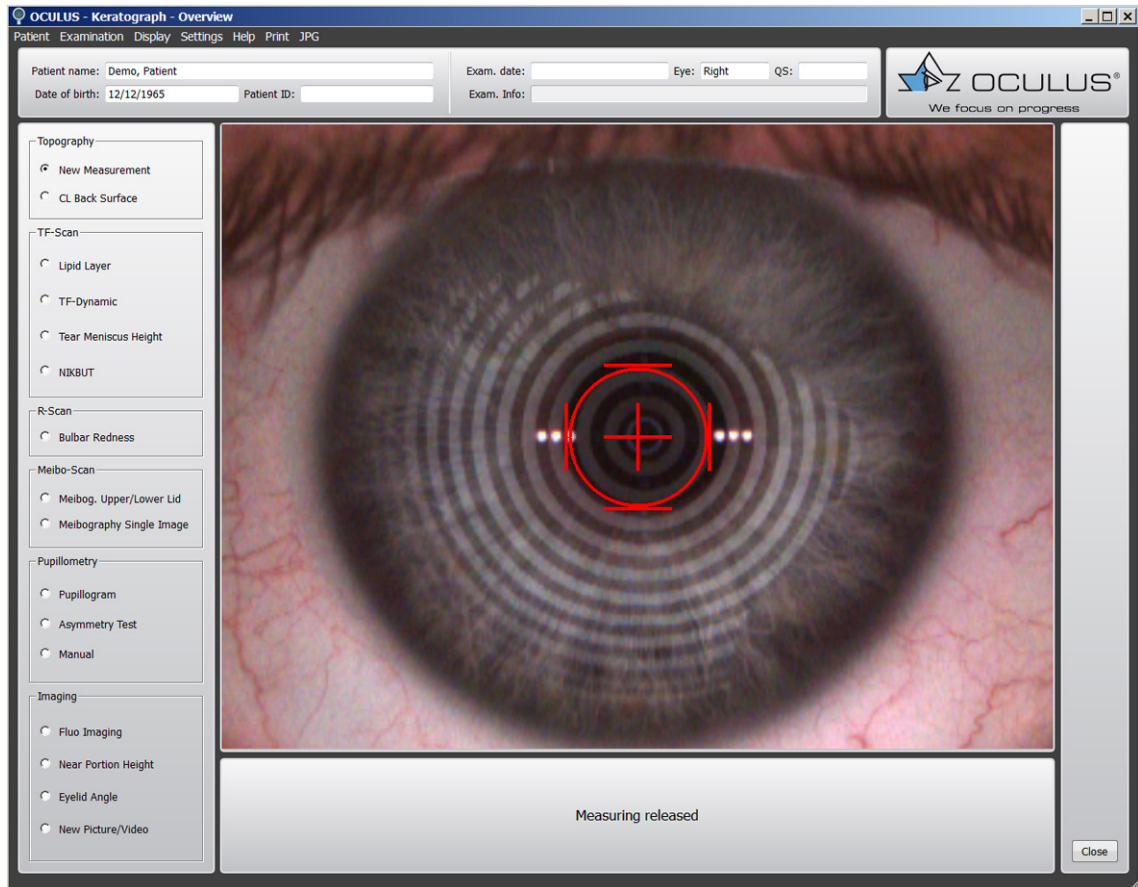 OCULUS - Keratograph - Overview
Patient Examination Display Settings Help Print JPG
Patient name: Demo, Patient
Date of birth: 12/12/1965 Patient ID:
Exam. date: Eye: Right QS:
Exam. Info:
OCULUS®
We focus on progress
Topography
New Measurement
CL Back Surface
TF-Scan
Lipid Layer
TF-Dynamic
Tear Meniscus Height
NIKBUT
R-Scan
Bulbar Redness
Meibo-Scan
Meibog. Upper/Lower Lid
Meibography Single Image
Pupillometry
Pupillogram
Asymmetry Test
Manual
Imaging
Fluo Imaging
Near Portion Height
Eyelid Angle
New Picture/Video
Measuring released
Close